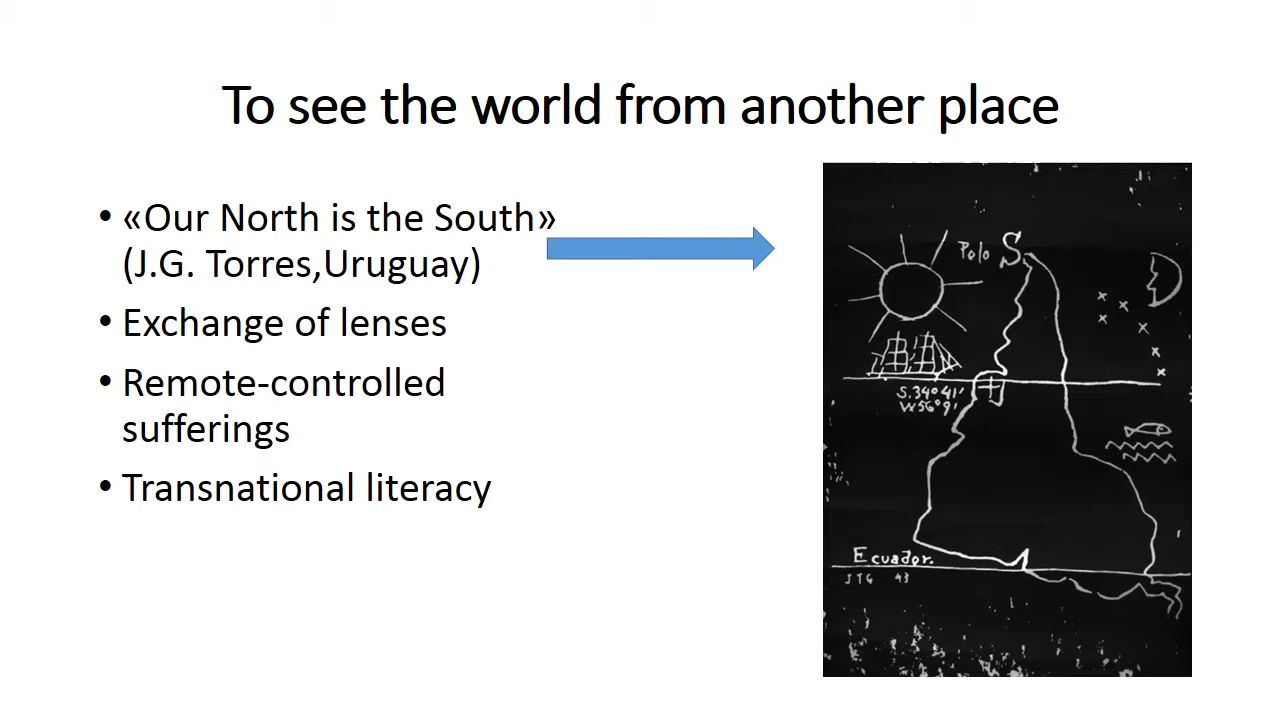 To see the world from another place
• «Our North is the South»
(J.G. Torres,Uruguay)
• Exchange of lenses
• Remote-controlled
sufferings
• Transnational literacy
Polo S.
S.34°41'
W56°9'
Ecuador.
JTG 43